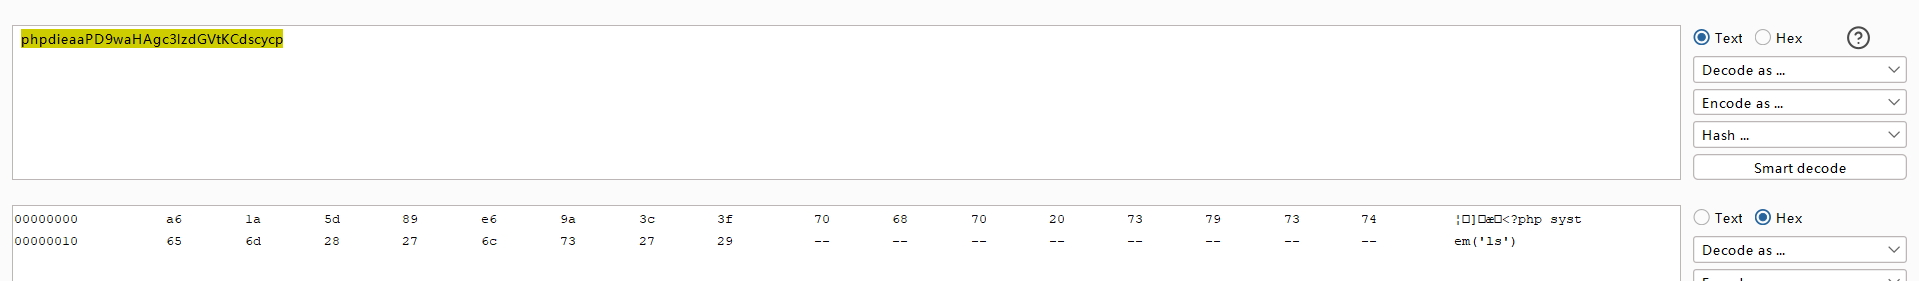 phpdieaaPD9waHAgc3lzdGVtKCdscycp
Text Hex ?
Decode as ...
Encode as ...
Hash ...
Smart decode
00000000 a6 1a 5d 89 e6 9a 3c 3f 70 68 70 20 73 79 73 74 ¦□]□æ□<?php syst
00000010 65 6d 28 27 6c 73 27 29 -- -- -- -- -- -- -- -- em('ls')
Text Hex
Decode as ...